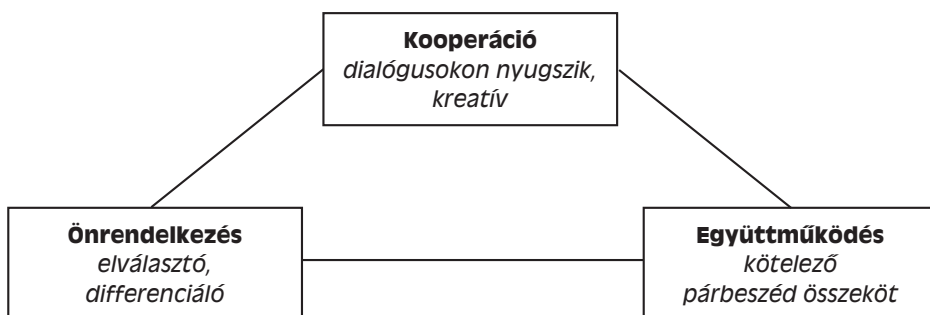 Kooperáció
dialógusokon nyugszik,
kreatív
Önrendelkezés
elválasztó,
differenciáló
Együttműködés
kötelező
párbeszéd összeköt